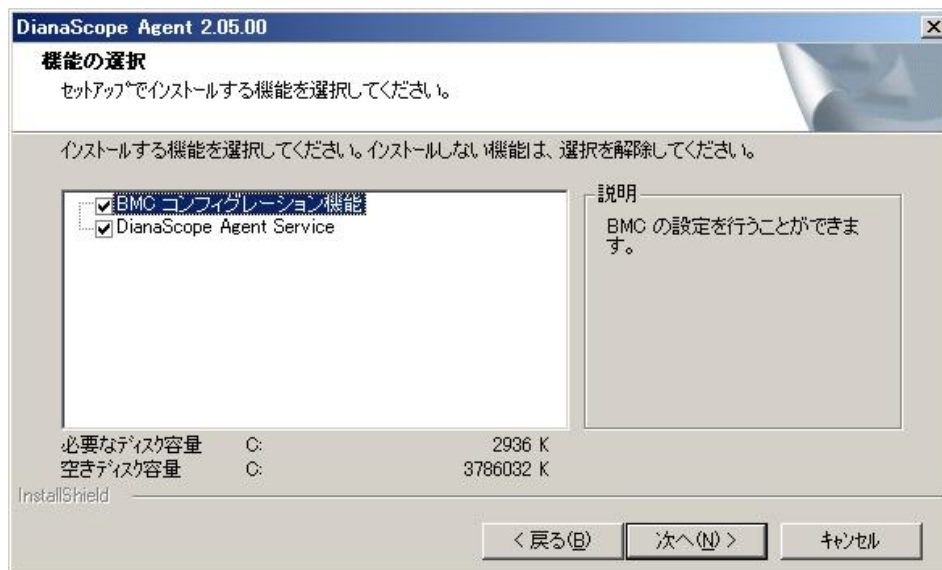 DianaScope Agent 2.05.00
機能の選択
セットアップでインストールする機能を選択してください。
インストールする機能を選択してください。インストールしない機能は、選択を解除してください。
BMC コンフィグレーション機能
DianaScope Agent Service
説明
BMC の設定を行うことができま
す。
必要なディスク容量 C: 2936 K
空きディスク容量 C: 3786032 K
InstallShield
< 戻る(B) 次へ(N) > キャンセル